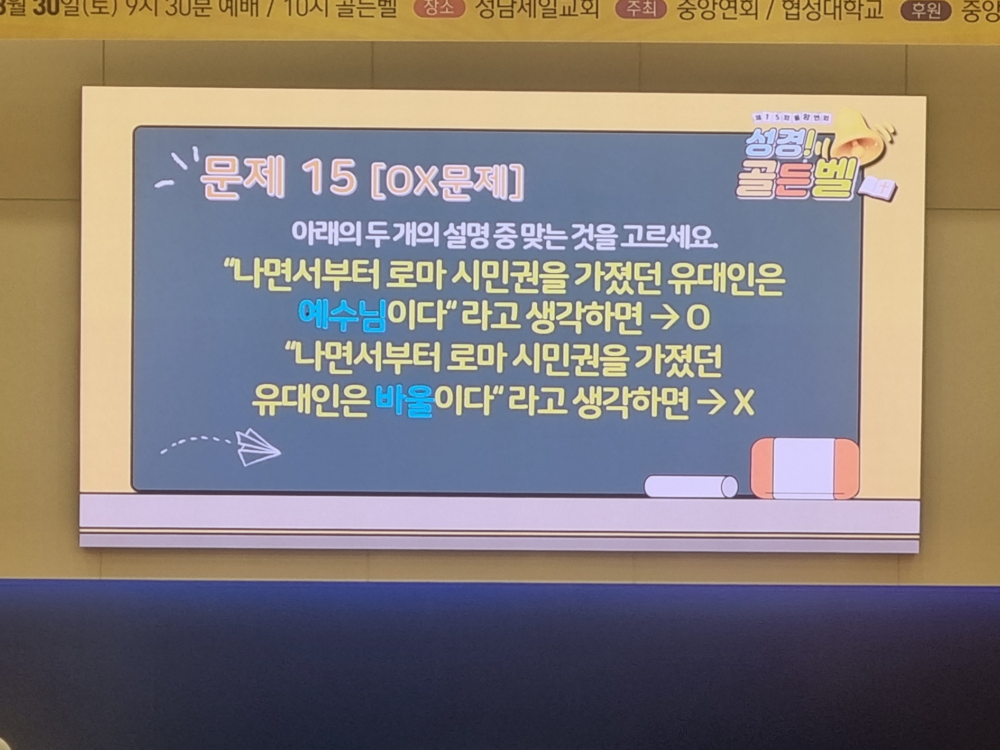 월 30일(토) 9시 30분 예배 / 10시 골든벨 장소 성남제일교회 주최 중앙연회 / 협성대학교 후원 중앙
제15회 중앙연회
성경!
골든벨
문제 15 [OX문제]
아래의 두 개의 설명 중 맞는 것을 고르세요.
“나면서부터 로마 시민권을 가졌던 유대인은
예수님이다“ 라고 생각하면 → O
“나면서부터 로마 시민권을 가졌던
유대인은 바울이다“ 라고 생각하면 → X